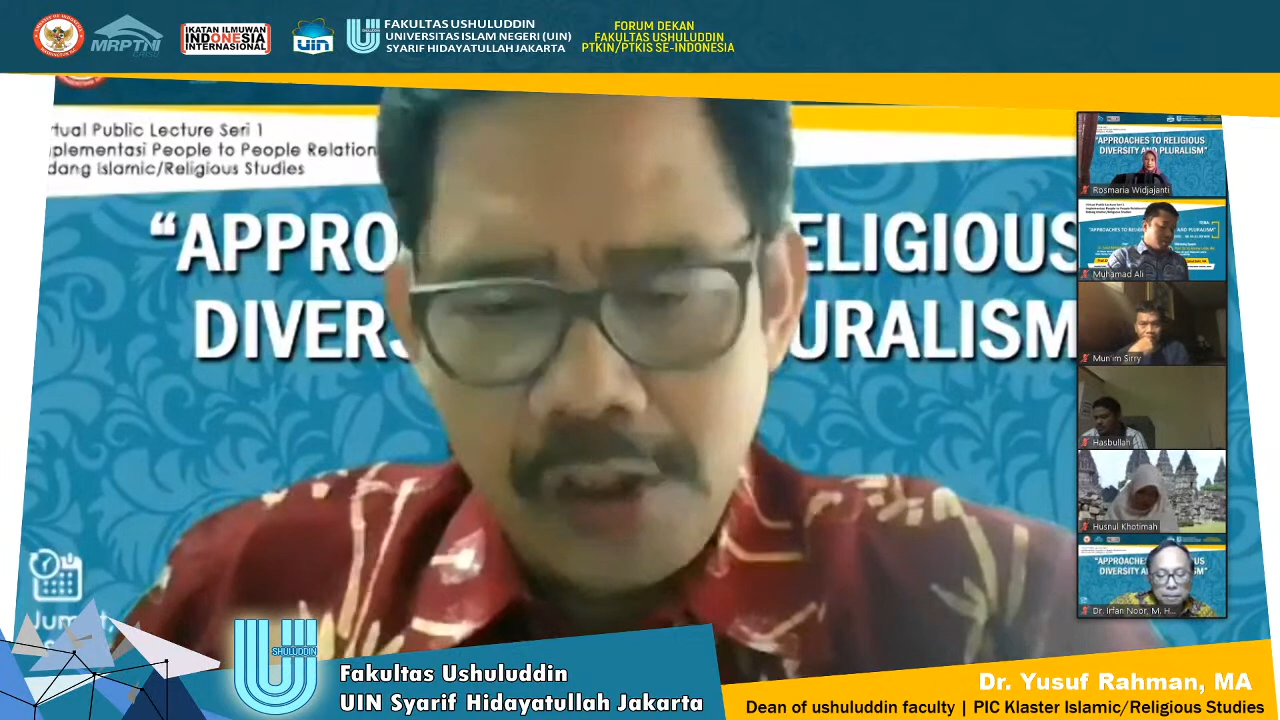 MRPTNI
IKATAN ILMUWAN
INDONESIA
INTERNASIONAL
uin
FAKULTAS USHULUDDIN
UNIVERSITAS ISLAM NEGERI (UIN)
SYARIF HIDAYATULLAH JAKARTA
FORUM DEKAN
FAKULTAS USHULUDDIN
PTKIN/PTKIS SE-INDONESIA
Public Lecture Seri 1
People to People Relation
Islamic/Religious Studies
"APPRO ELIGIOUS
DIVERS URALISM
"APPROACHES TO RELIGIOUS
DIVERSITY AND PLURALISM"
Rosmaria Widjajanti
Muhamad Ali
Mun'im Sirry
Hasbullah
Husnul Khotimah
Dr. Irfan Noor, M. H...
Jumat,
USHULUDDIN
Fakultas Ushuluddin
UIN Syarif Hidayatullah Jakarta
Dr. Yusuf Rahman, MA
Dean of ushuluddin faculty | PIC Klaster Islamic/Religious Studies